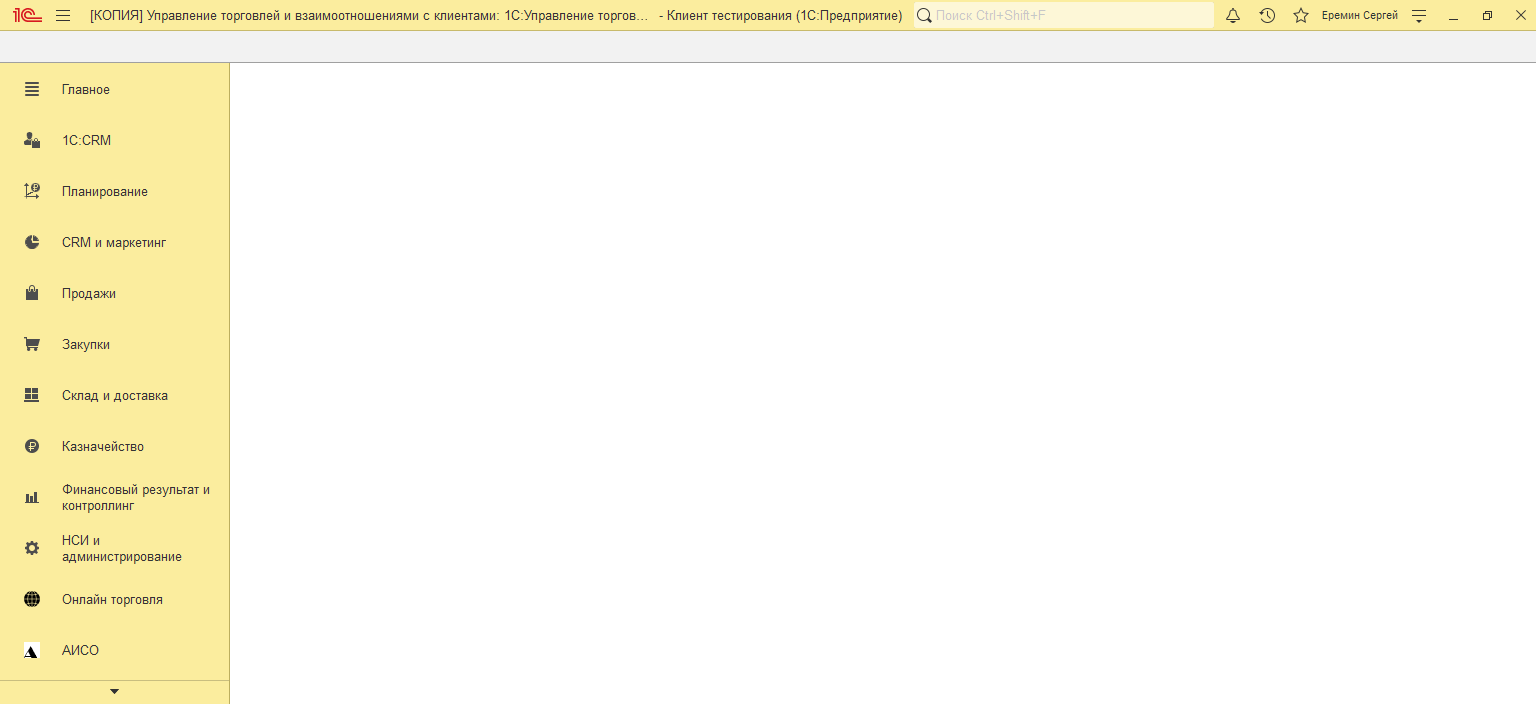 1С [КОПИЯ] Управление торговлей и взаимоотношениями с клиентами: 1С:Управление торгов... - Клиент тестирования (1С:Предприятие) Поиск Ctrl+Shift+F Еремин Сергей
Главное
1С:CRM
Планирование
CRM и маркетинг
Продажи
Закупки
Склад и доставка
Казначейство
Финансовый результат и
контроллинг
НСИ и
администрирование
Онлайн торговля
АИСО